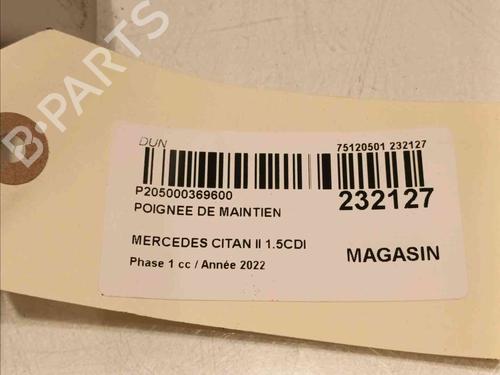 B-PARTS
DUN
75120501 232127
P205000369600
232127
POIGNEE DE MAINTIEN
MERCEDES CITAN II 1.5CDI
Phase 1 cc / Année 2022
MAGASIN